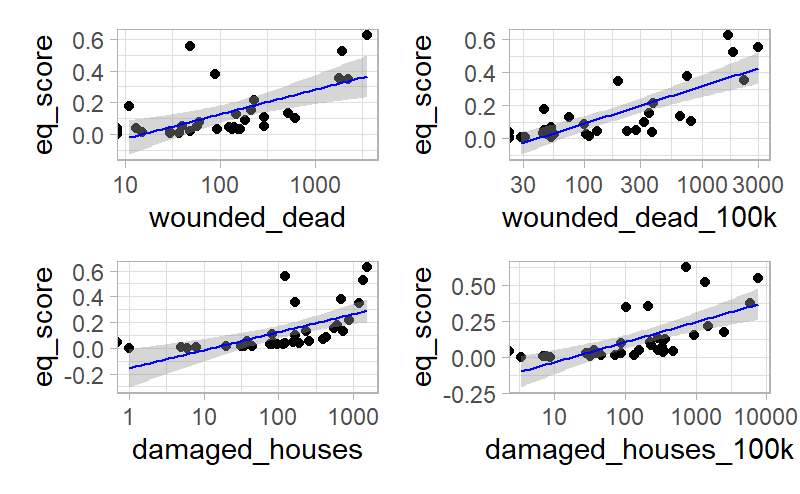 eq_score
0.6
0.4
0.2
0.0
10 100 1000
wounded_dead
eq_score
0.6
0.4
0.2
0.0
30 100 300 1000 3000
wounded_dead_100k
eq_score
0.6
0.4
0.2
0.0
-0.2
1 10 100 1000
damaged_houses
eq_score
0.50
0.25
0.00
-0.25
10 100 1000 10000
damaged_houses_100k